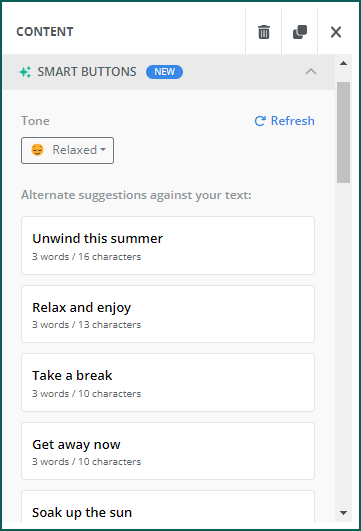 CONTENT
SMART BUTTONS NEW
Tone Refresh
Relaxed
Alternate suggestions against your text:
Unwind this summer
3 words / 16 characters
Relax and enjoy
3 words / 13 characters
Take a break
3 words / 10 characters
Get away now
3 words / 10 characters
Soak up the sun